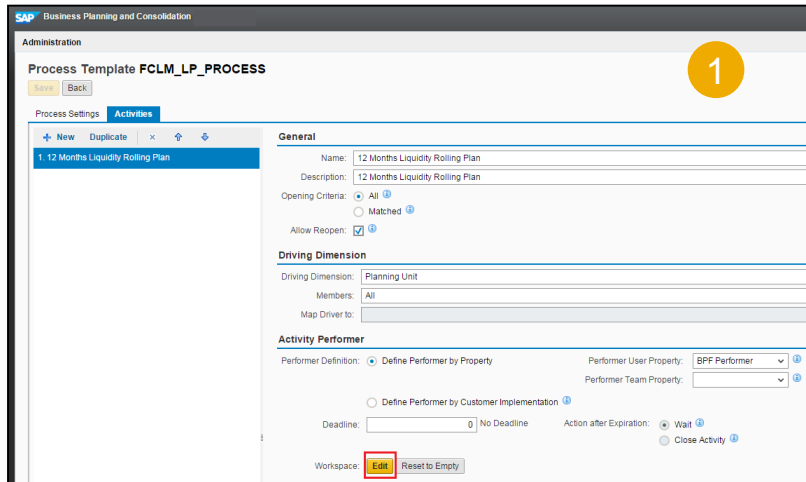 SAP Business Planning and Consolidation
Administration
Process Template FCLM_LP_PROCESS
1
Save Back
Process Settings Activities
New Duplicate
1. 12 Months Liquidity Rolling Plan
General
Name: 12 Months Liquidity Rolling Plan
Description: 12 Months Liquidity Rolling Plan
Opening Criteria: All
Matched
Allow Reopen:
Driving Dimension
Driving Dimension: Planning Unit
Members: All
Map Driver to:
Activity Performer
Performer Definition: Define Performer by Property Performer User Property: BPF Performer
Performer Team Property:
Define Performer by Customer Implementation
Deadline: 0 No Deadline Action after Expiration: Wait
Close Activity
Workspace: Edit Reset to Empty